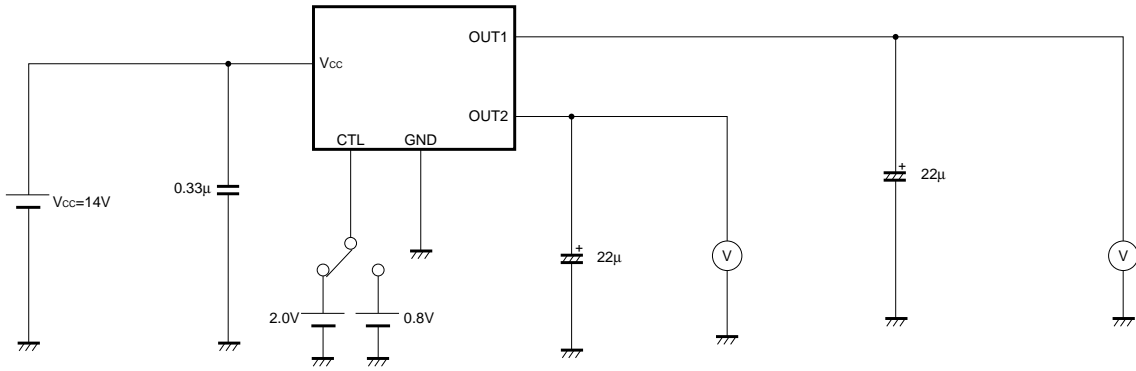 OUT1
Vcc
OUT2
CTL GND
+
22μ
0.33μ
Vcc=14V
+
22μ
V
V
2.0V
0.8V